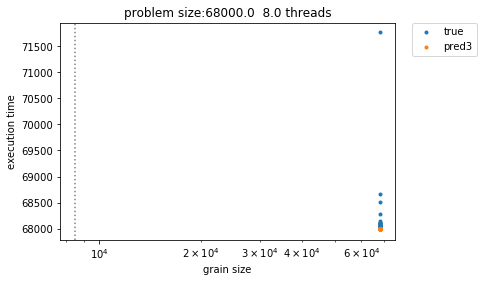 problem size:68000.0  8.0 threads
true
pred3
execution time
71500
71000
70500
70000
69500
69000
68500
68000
10⁴
2 × 10⁴
3 × 10⁴
4 × 10⁴
6 × 10⁴
grain size